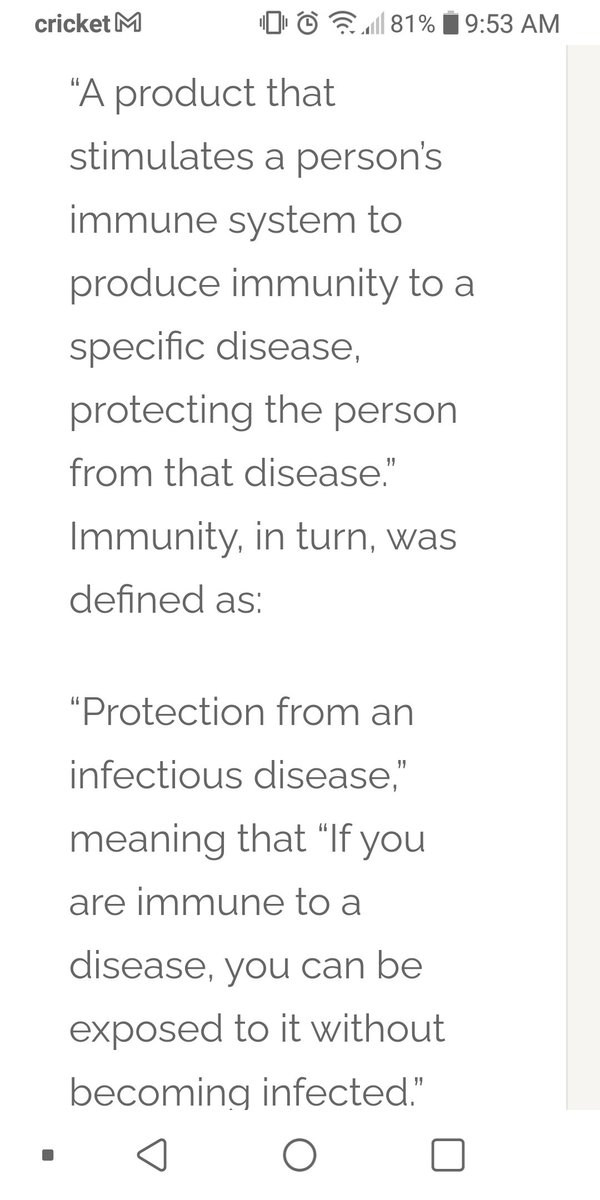 cricket 81% 9:53 AM
“A product that
stimulates a person’s
immune system to
produce immunity to a
specific disease,
protecting the person
from that disease.”
Immunity, in turn, was
defined as:
“Protection from an
infectious disease,”
meaning that “If you
are immune to a
disease, you can be
exposed to it without
becoming infected.”